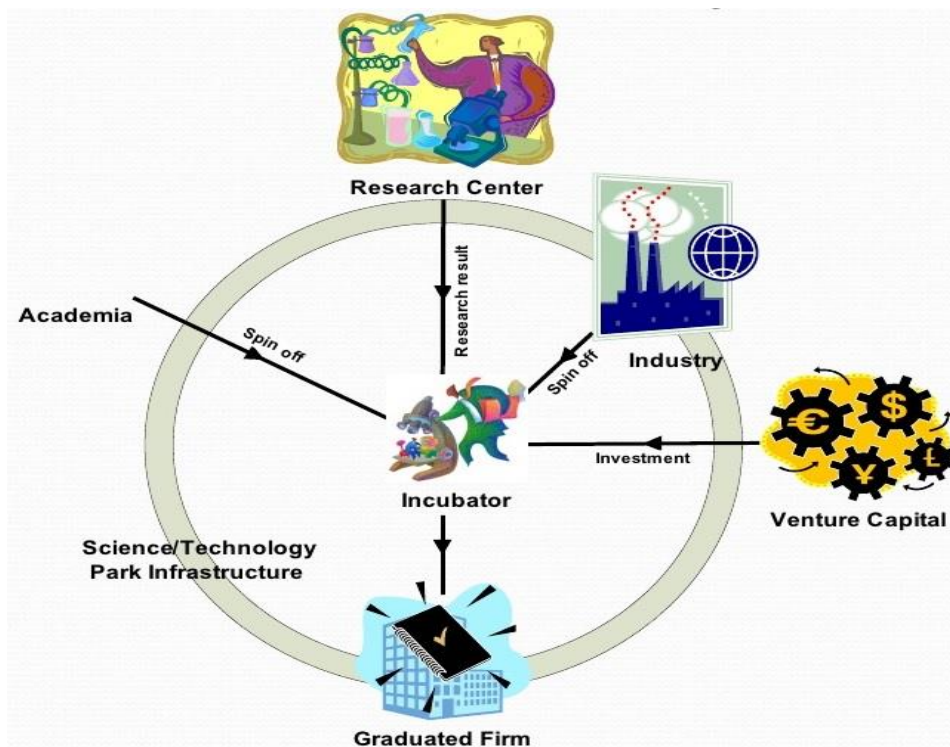 Research Center
Research result
Academia
Spin off
Spin off
Industry
Investment
€
$
¥
£
Incubator
Venture Capital
Science/Technology
Park Infrastructure
Graduated Firm